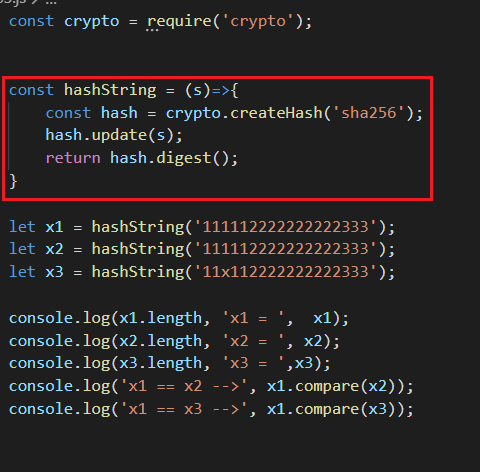 const crypto = require('crypto');
const hashString = (s)=>{
    const hash = crypto.createHash('sha256');
    hash.update(s);
    return hash.digest();
}
let x1 = hashString('111112222222222333');
let x2 = hashString('111112222222222333');
let x3 = hashString('11x112222222222333');
console.log(x1.length, 'x1 = ',  x1);
console.log(x2.length, 'x2 = ', x2);
console.log(x3.length, 'x3 = ',x3);
console.log('x1 == x2 -->', x1.compare(x2));
console.log('x1 == x3 -->', x1.compare(x3));